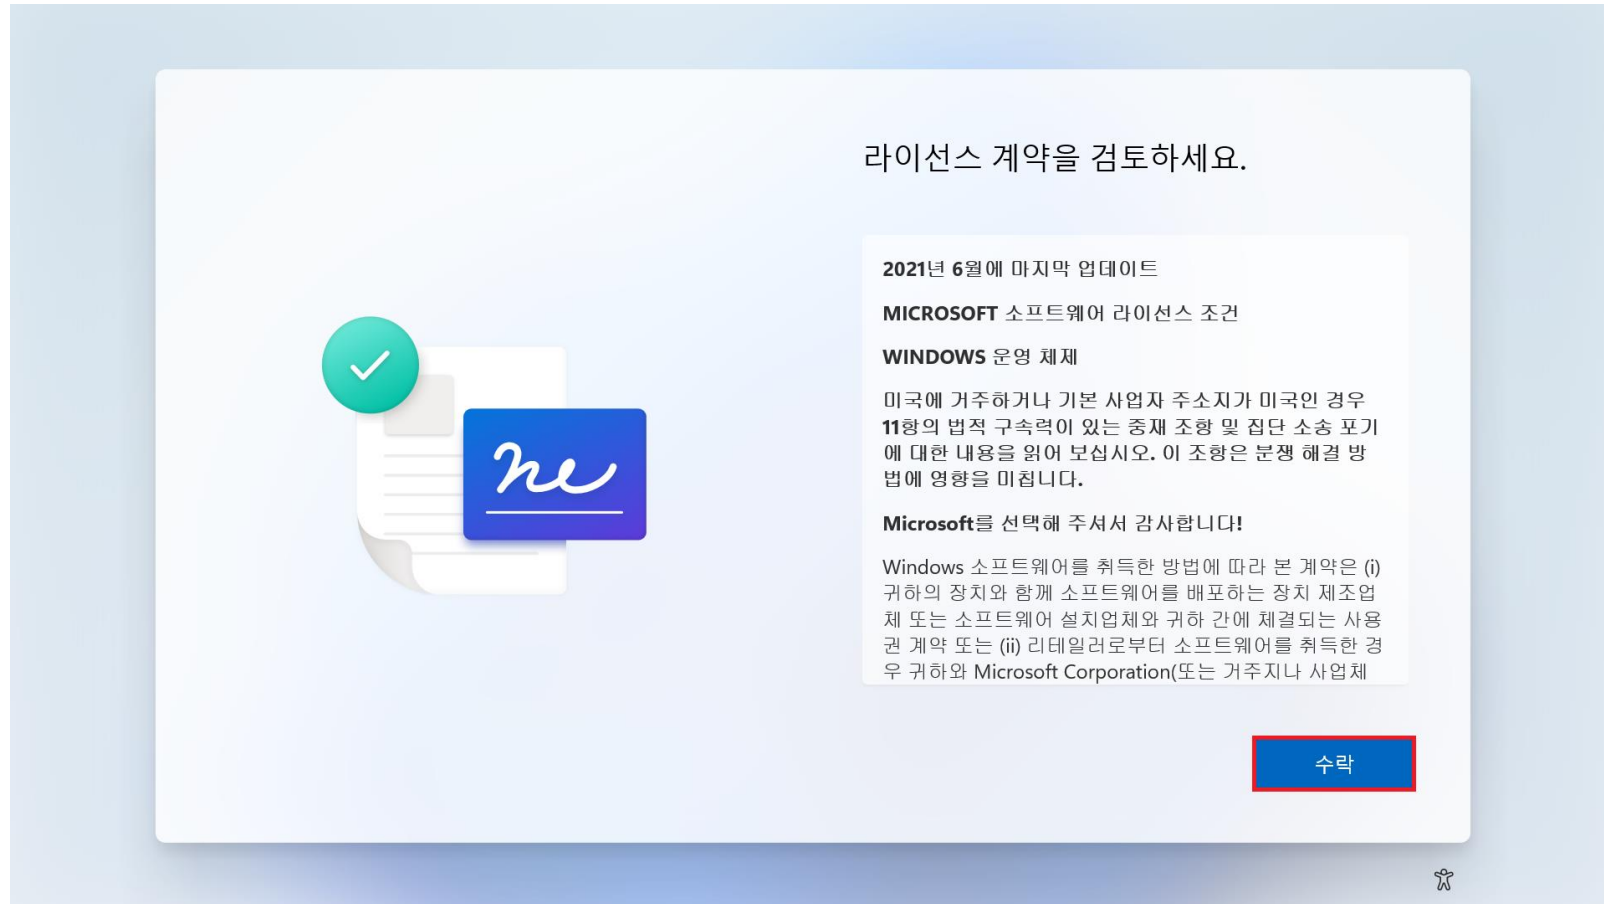 라이선스 계약을 검토하세요.
2021년 6월에 마지막 업데이트
MICROSOFT 소프트웨어 라이선스 조건
WINDOWS 운영 체제
미국에 거주하거나 기본 사업자 주소지가 미국인 경우
11항의 법적 구속력이 있는 중재 조항 및 집단 소송 포기
에 대한 내용을 읽어 보십시오. 이 조항은 분쟁 해결 방
법에 영향을 미칩니다.
Microsoft를 선택해 주셔서 감사합니다!
Windows 소프트웨어를 취득한 방법에 따라 본 계약은 (i)
귀하의 장치와 함께 소프트웨어를 배포하는 장치 제조업
체 또는 소프트웨어 설치업체와 귀하 간에 체결되는 사용
권 계약 또는 (ii) 리테일러로부터 소프트웨어를 취득한 경
우 귀하와 Microsoft Corporation(또는 거주지나 사업체
수락